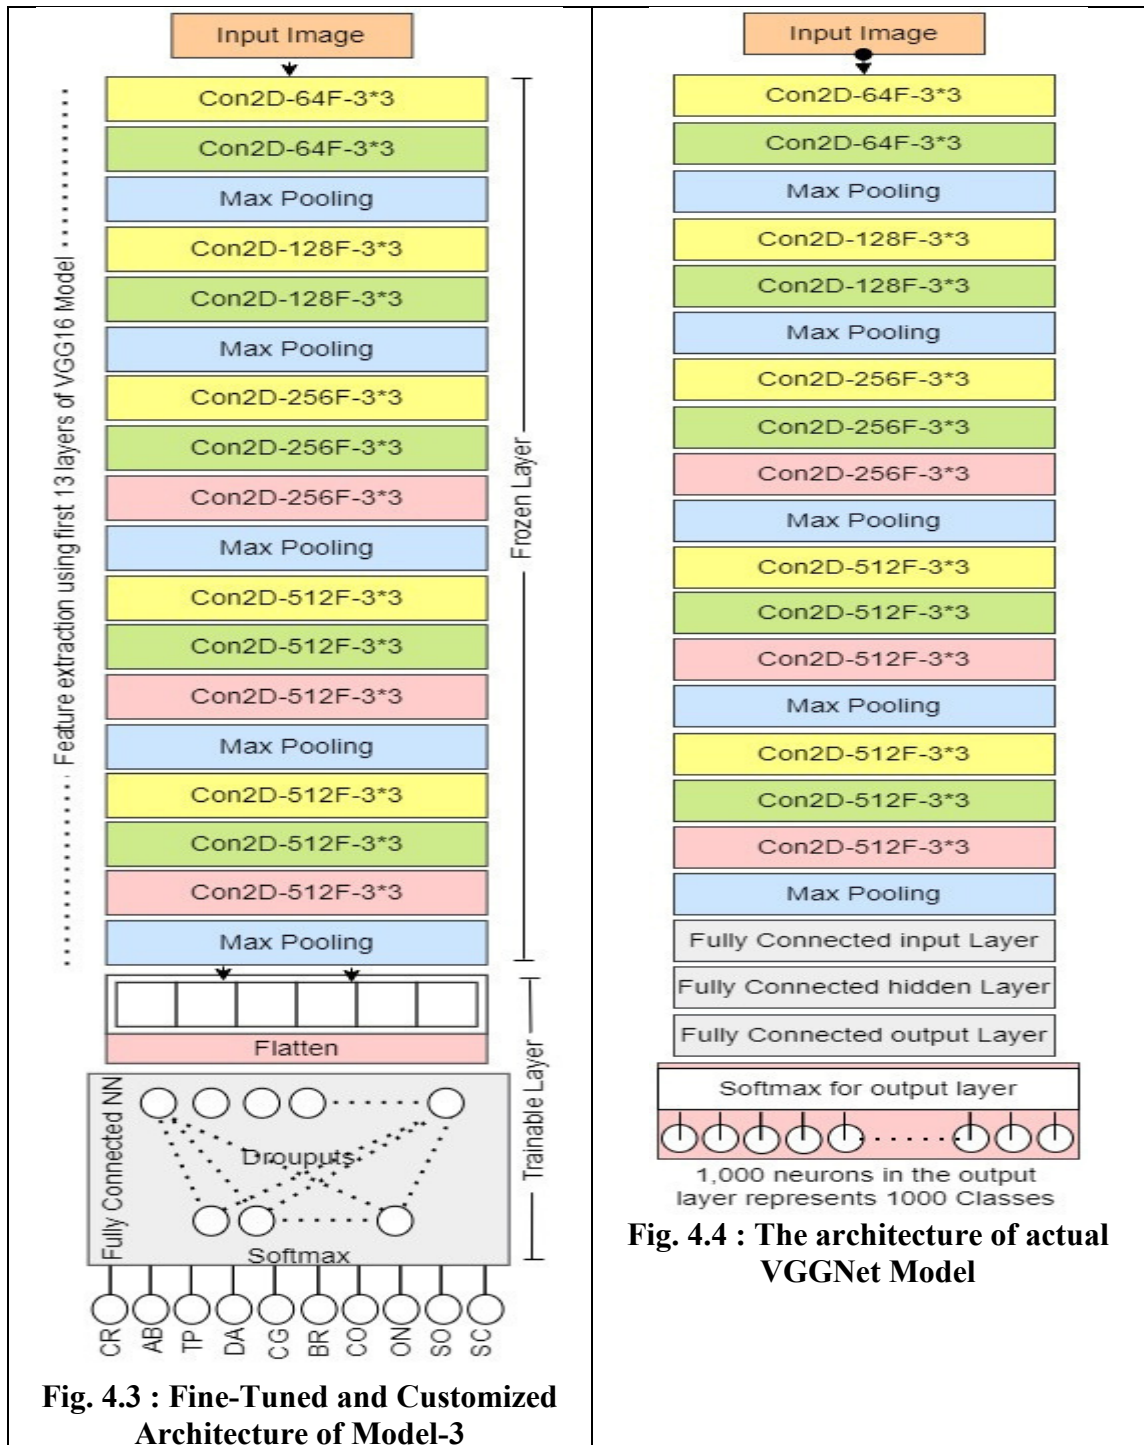 Input Image
Con2D-64F-3*3
Con2D-64F-3*3
Max Pooling
Con2D-128F-3*3
Con2D-128F-3*3
Max Pooling
Con2D-256F-3*3
Con2D-256F-3*3
Con2D-256F-3*3
Max Pooling
Con2D-512F-3*3
Con2D-512F-3*3
Con2D-512F-3*3
Max Pooling
Con2D-512F-3*3
Con2D-512F-3*3
Con2D-512F-3*3
Max Pooling
Feature extraction using first 13 layers of VGG16 Model
Frozen Layer
Flatten
Trainable Layer
Fully Connected NN
Drouputs
Softmax
CR
AB
TP
DA
CG
BR
CO
ON
SO
SC
Fig. 4.3 : Fine-Tuned and Customized
Architecture of Model-3
Input Image
Con2D-64F-3*3
Con2D-64F-3*3
Max Pooling
Con2D-128F-3*3
Con2D-128F-3*3
Max Pooling
Con2D-256F-3*3
Con2D-256F-3*3
Con2D-256F-3*3
Max Pooling
Con2D-512F-3*3
Con2D-512F-3*3
Con2D-512F-3*3
Max Pooling
Con2D-512F-3*3
Con2D-512F-3*3
Con2D-512F-3*3
Max Pooling
Fully Connected input Layer
Fully Connected hidden Layer
Fully Connected output Layer
Softmax for output layer
1,000 neurons in the output
layer represents 1000 Classes
Fig. 4.4 : The architecture of actual
VGGNet Model